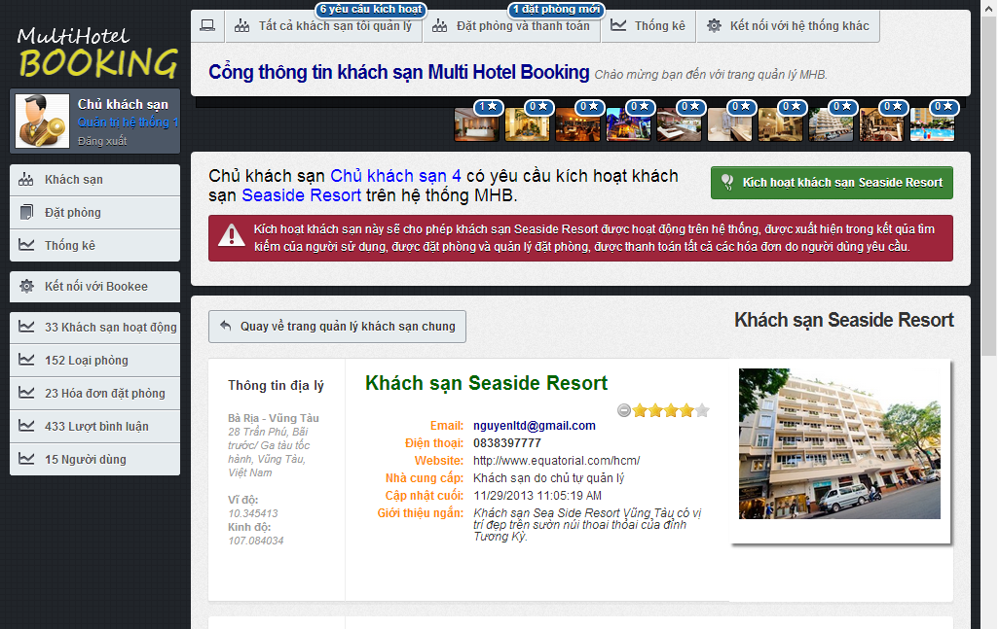 MultiHotel
BOOKING
6 yêu cầu kích hoạt
1 đặt phòng mới
Tất cả khách sạn tôi quản lý
Đặt phòng và thanh toán
Thống kê
Kết nối với hệ thống khác
Cổng thông tin khách sạn Multi Hotel Booking Chào mừng bạn đến với trang quản lý MHB.
1 ★ 0 ★ 0 ★ 0 ★ 0 ★ 0 ★ 0 ★ 0 ★ 0 ★ 0 ★
Chủ khách sạn
Quản trị hệ thống 1
Đăng xuất
Khách sạn
Đặt phòng
Thống kê
Kết nối với Bookee
33 Khách sạn hoạt động
152 Loại phòng
23 Hóa đơn đặt phòng
433 Lượt bình luận
15 Người dùng
Chủ khách sạn Chủ khách sạn 4 có yêu cầu kích hoạt khách
sạn Seaside Resort trên hệ thống MHB.
Kích hoạt khách sạn Seaside Resort
Kích hoạt khách sạn này sẽ cho phép khách sạn Seaside Resort được hoạt động trên hệ thống, được xuất hiện trong kết qủa tìm
kiếm của người sử dụng, được đặt phòng và quản lý đặt phòng, được thanh toán tất cả các hóa đơn do người dùng yêu cầu.
Quay về trang quản lý khách sạn chung
Khách sạn Seaside Resort
Thông tin địa lý
Bà Rịa - Vũng Tàu
28 Trần Phú, Bãi
trước/ Ga tàu tốc
hành, Vũng Tàu,
Việt Nam
Vĩ độ:
10.345413
Kinh độ:
107.084034
Khách sạn Seaside Resort
Email: nguyenltd@gmail.com
Điện thoại: 0838397777
Website: http://www.equatorial.com/hcm/
Nhà cung cấp: Khách sạn do chủ tự quản lý
Cập nhật cuối: 11/29/2013 11:05:19 AM
Giới thiệu ngắn: Khách sạn Sea Side Resort Vũng Tàu có vị
trí đẹp trên sườn núi thoai thoải của đỉnh
Tương Kỳ.